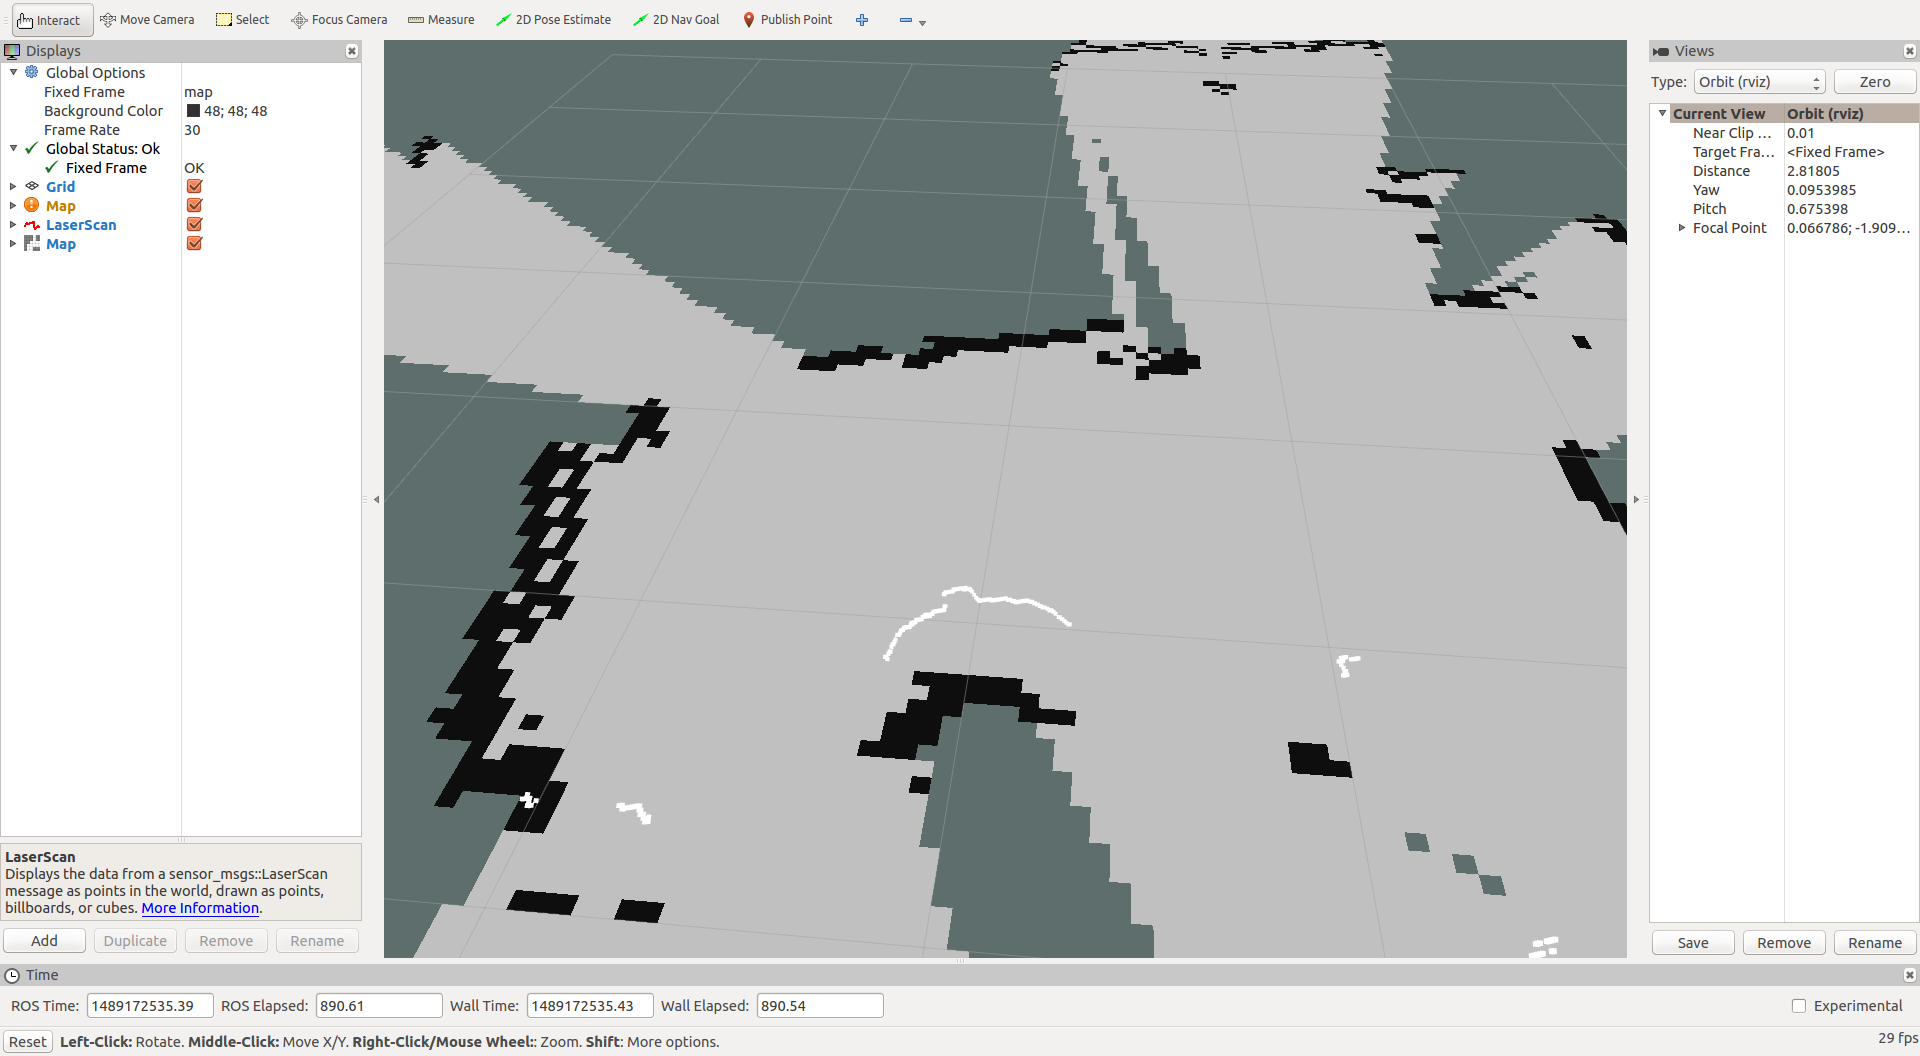 Interact Move Camera Select Focus Camera Measure 2D Pose Estimate 2D Nav Goal Publish Point
Displays
Global Options
Fixed Frame map
Background Color 48; 48; 48
Frame Rate 30
Global Status: Ok
Fixed Frame OK
Grid
Map
LaserScan
Map
LaserScan
Displays the data from a sensor_msgs::LaserScan
message as points in the world, drawn as points,
billboards, or cubes. More Information.
Add Duplicate Remove Rename
Views
Type: Orbit (rviz) Zero
Current View Orbit (rviz)
Near Clip ... 0.01
Target Fra... <Fixed Frame>
Distance 2.81805
Yaw 0.0953985
Pitch 0.675398
Focal Point 0.066786; -1.909...
Save Remove Rename
Time
ROS Time: 1489172535.39 ROS Elapsed: 890.61 Wall Time: 1489172535.43 Wall Elapsed: 890.54 Experimental
Reset Left-Click: Rotate. Middle-Click: Move X/Y. Right-Click/Mouse Wheel:: Zoom. Shift: More options. 29 fps